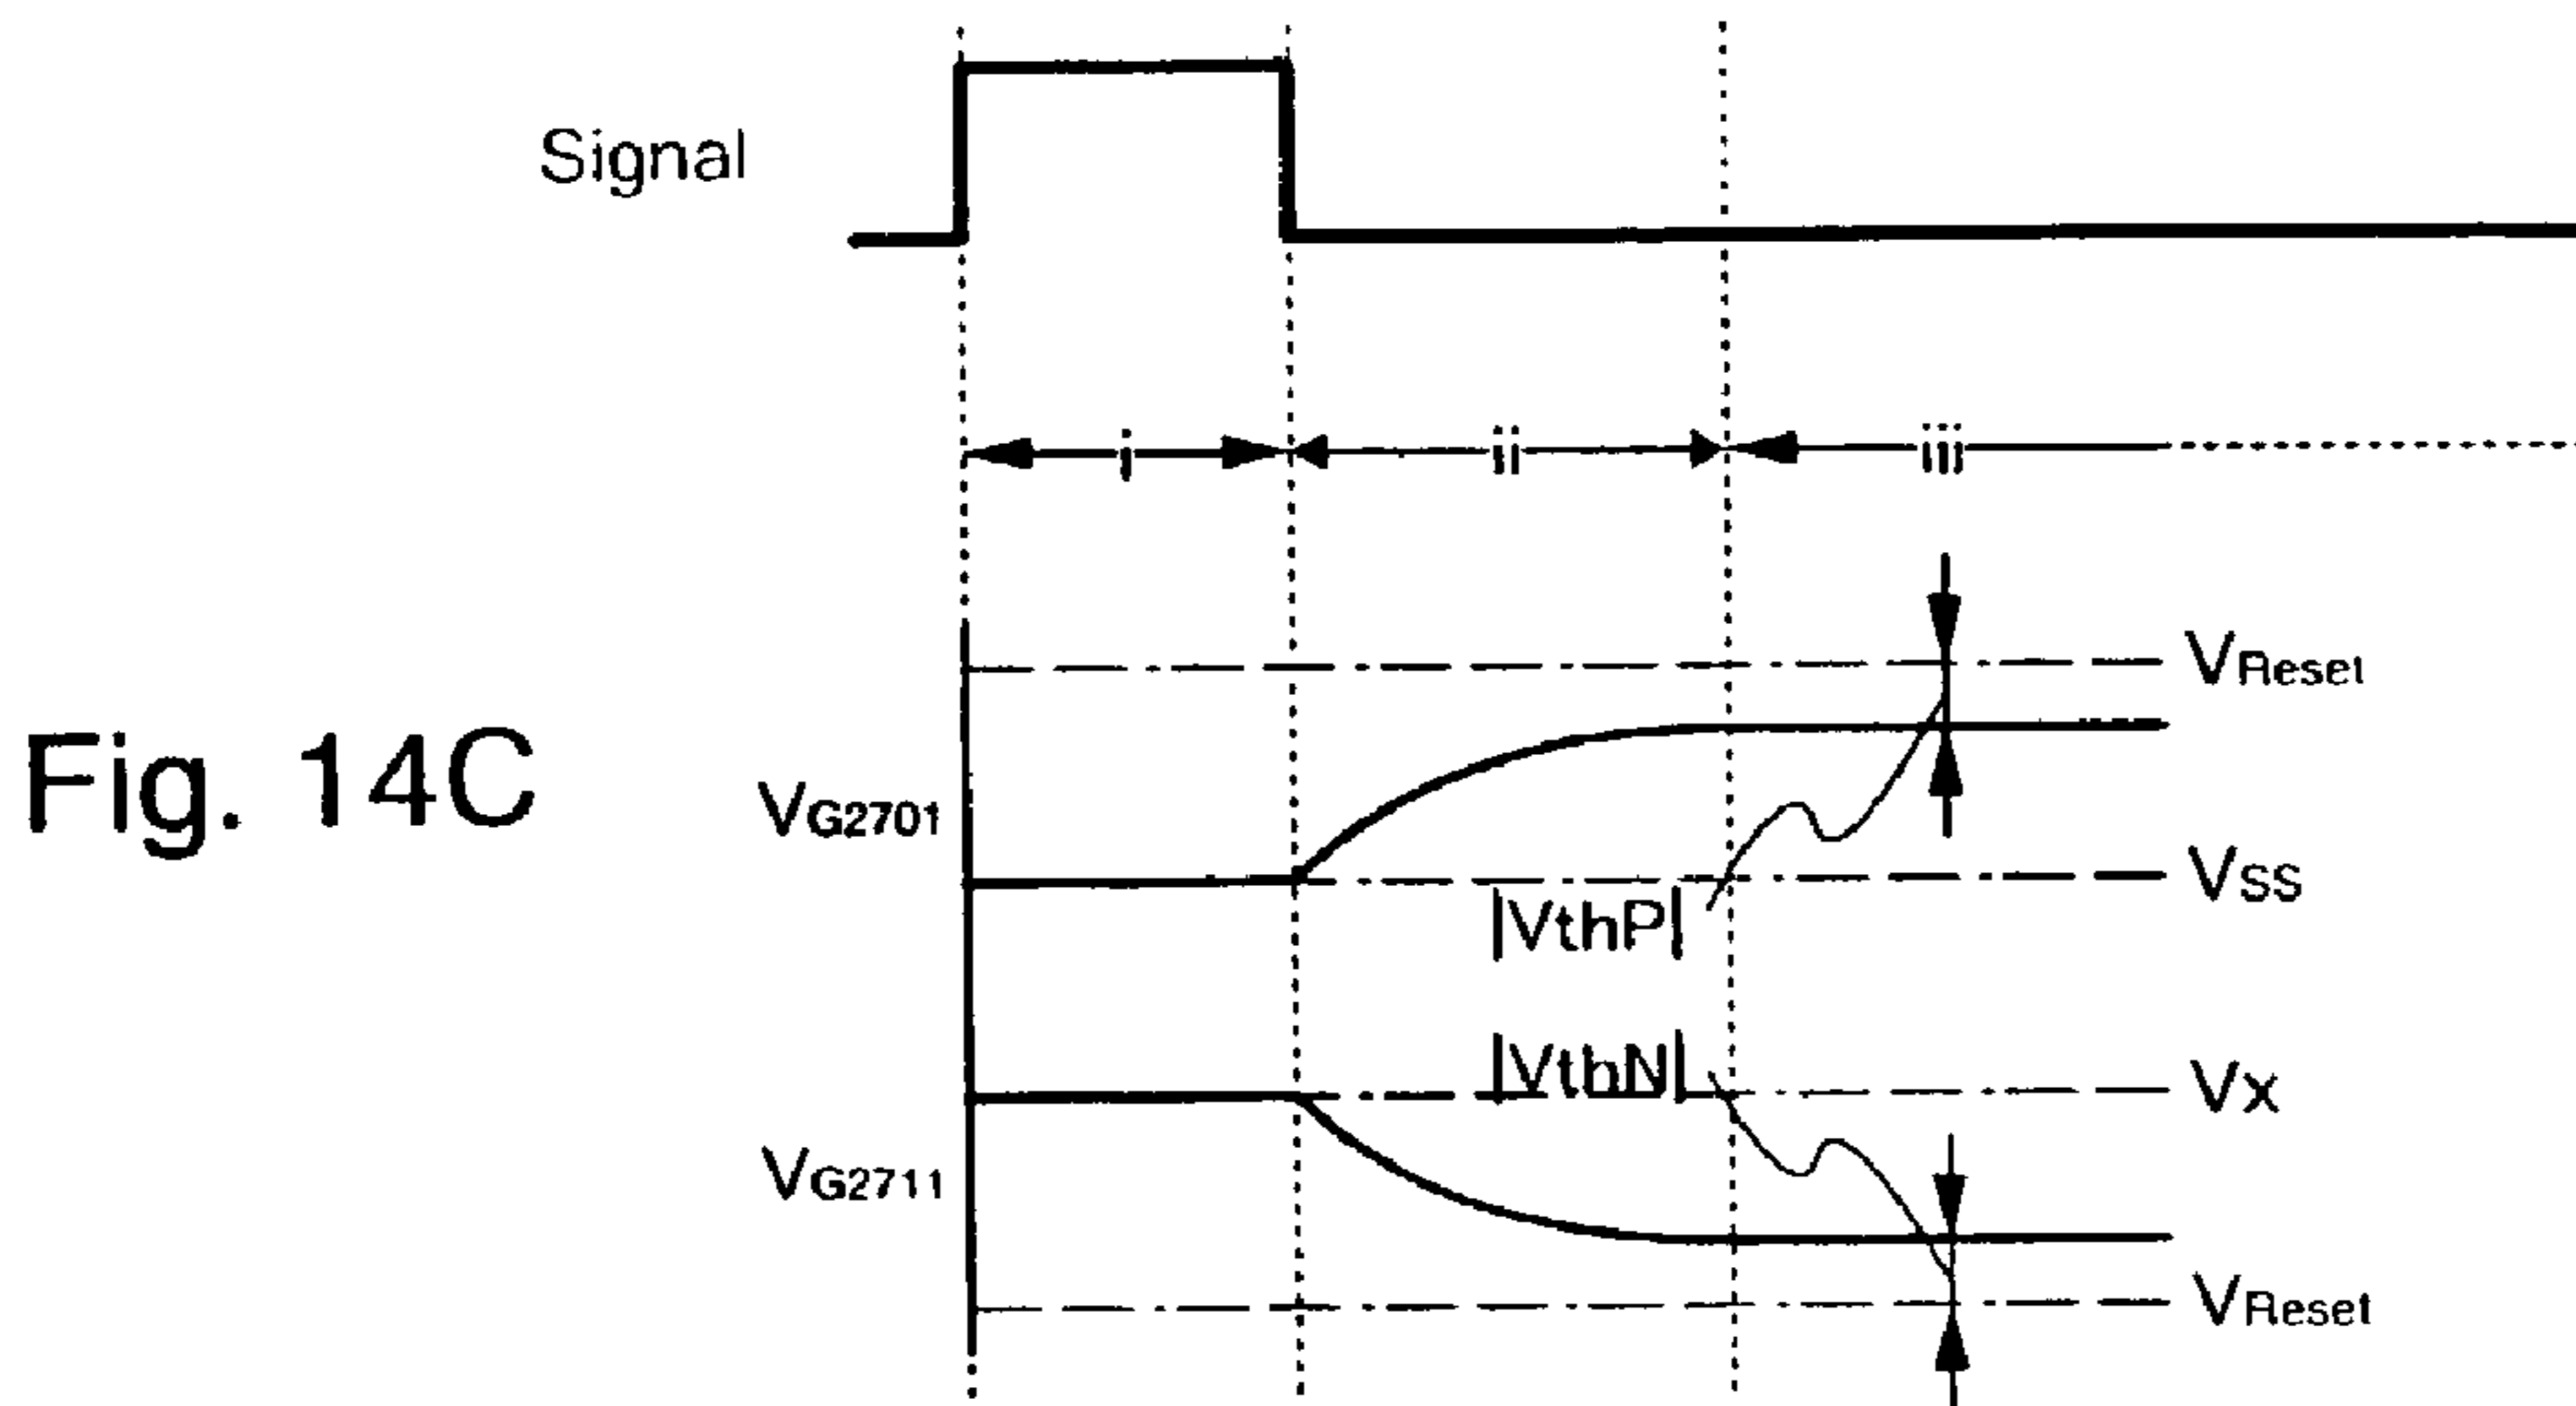 Signal
i
ii
iii
VReset
Fig. 14C
VG2701
VSS
|VthP|
|VthN|
VX
VG2711
VReset